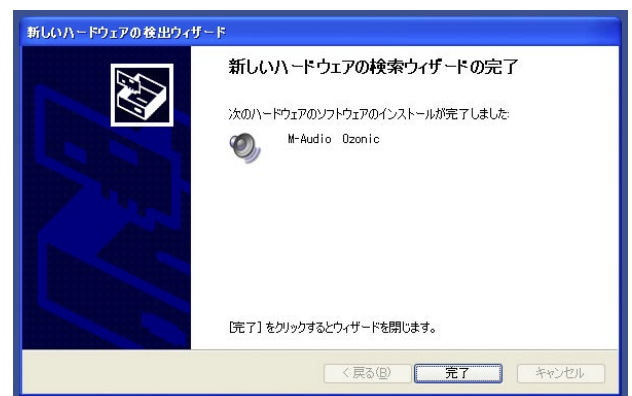 新しいハードウェアの検出ウィザード
新しいハードウェアの検索ウィザードの完了
次のハードウェアのソフトウェアのインストールが完了しました:
M-Audio Ozonic
[完了] をクリックするとウィザードを閉じます。
< 戻る(B) 完了 キャンセル